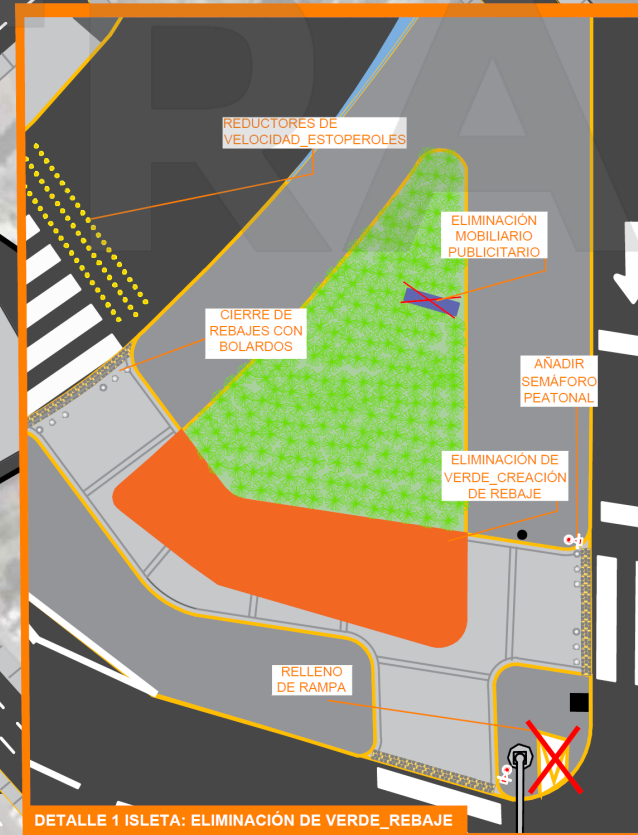 REDUCTORES DE
VELOCIDAD_ESTOPEROLES
ELIMINACIÓN
MOBILIARIO
PUBLICITARIO
CIERRE DE
REBAJES CON
BOLARDOS
AÑADIR
SEMÁFORO
PEATONAL
ELIMINACIÓN DE
VERDE_CREACIÓN
DE REBAJE
RELLENO
DE RAMPA
DETALLE 1 ISLETA: ELIMINACIÓN DE VERDE_REBAJE